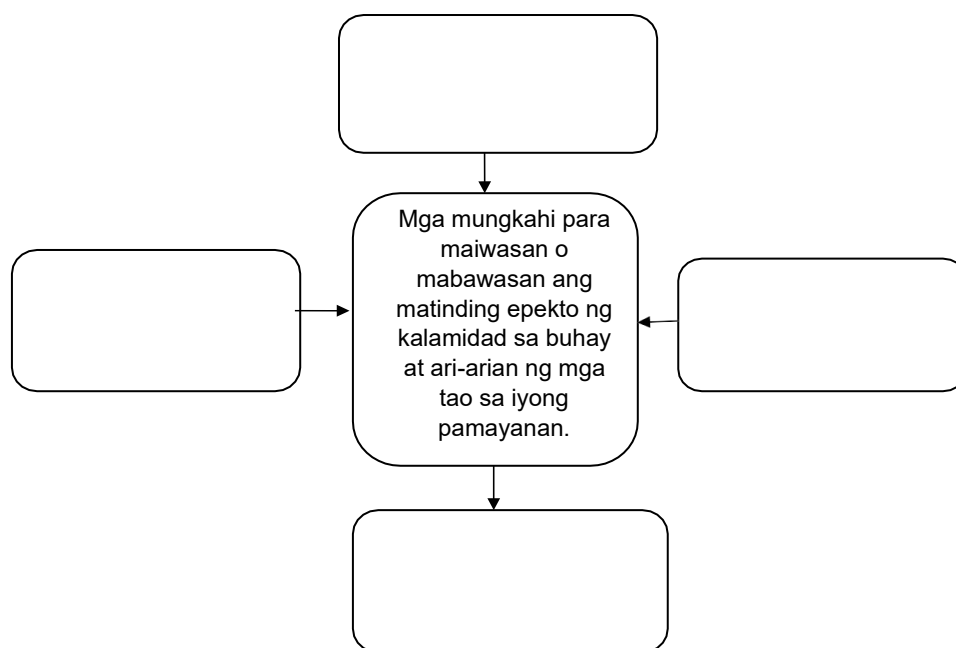 Mga mungkahi para
maiwasan o
mabawasan ang
matinding epekto ng
kalamidad sa buhay
at ari-arian ng mga
tao sa iyong
pamayanan.